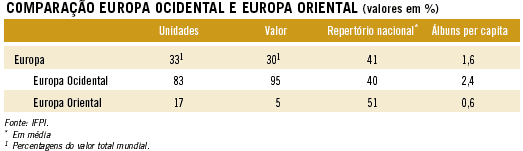 COMPARAÇÃO EUROPA OCIDENTAL E EUROPA ORIENTAL (valores em %)
Unidades Valor Repertório nacional* Álbuns per capita
Europa 33¹ 30¹ 41 1,6
Europa Ocidental 83 95 40 2,4
Europa Oriental 17 5 51 0,6
Fonte: IFPI.
* Em média
1 Percentagens do valor total mundial.